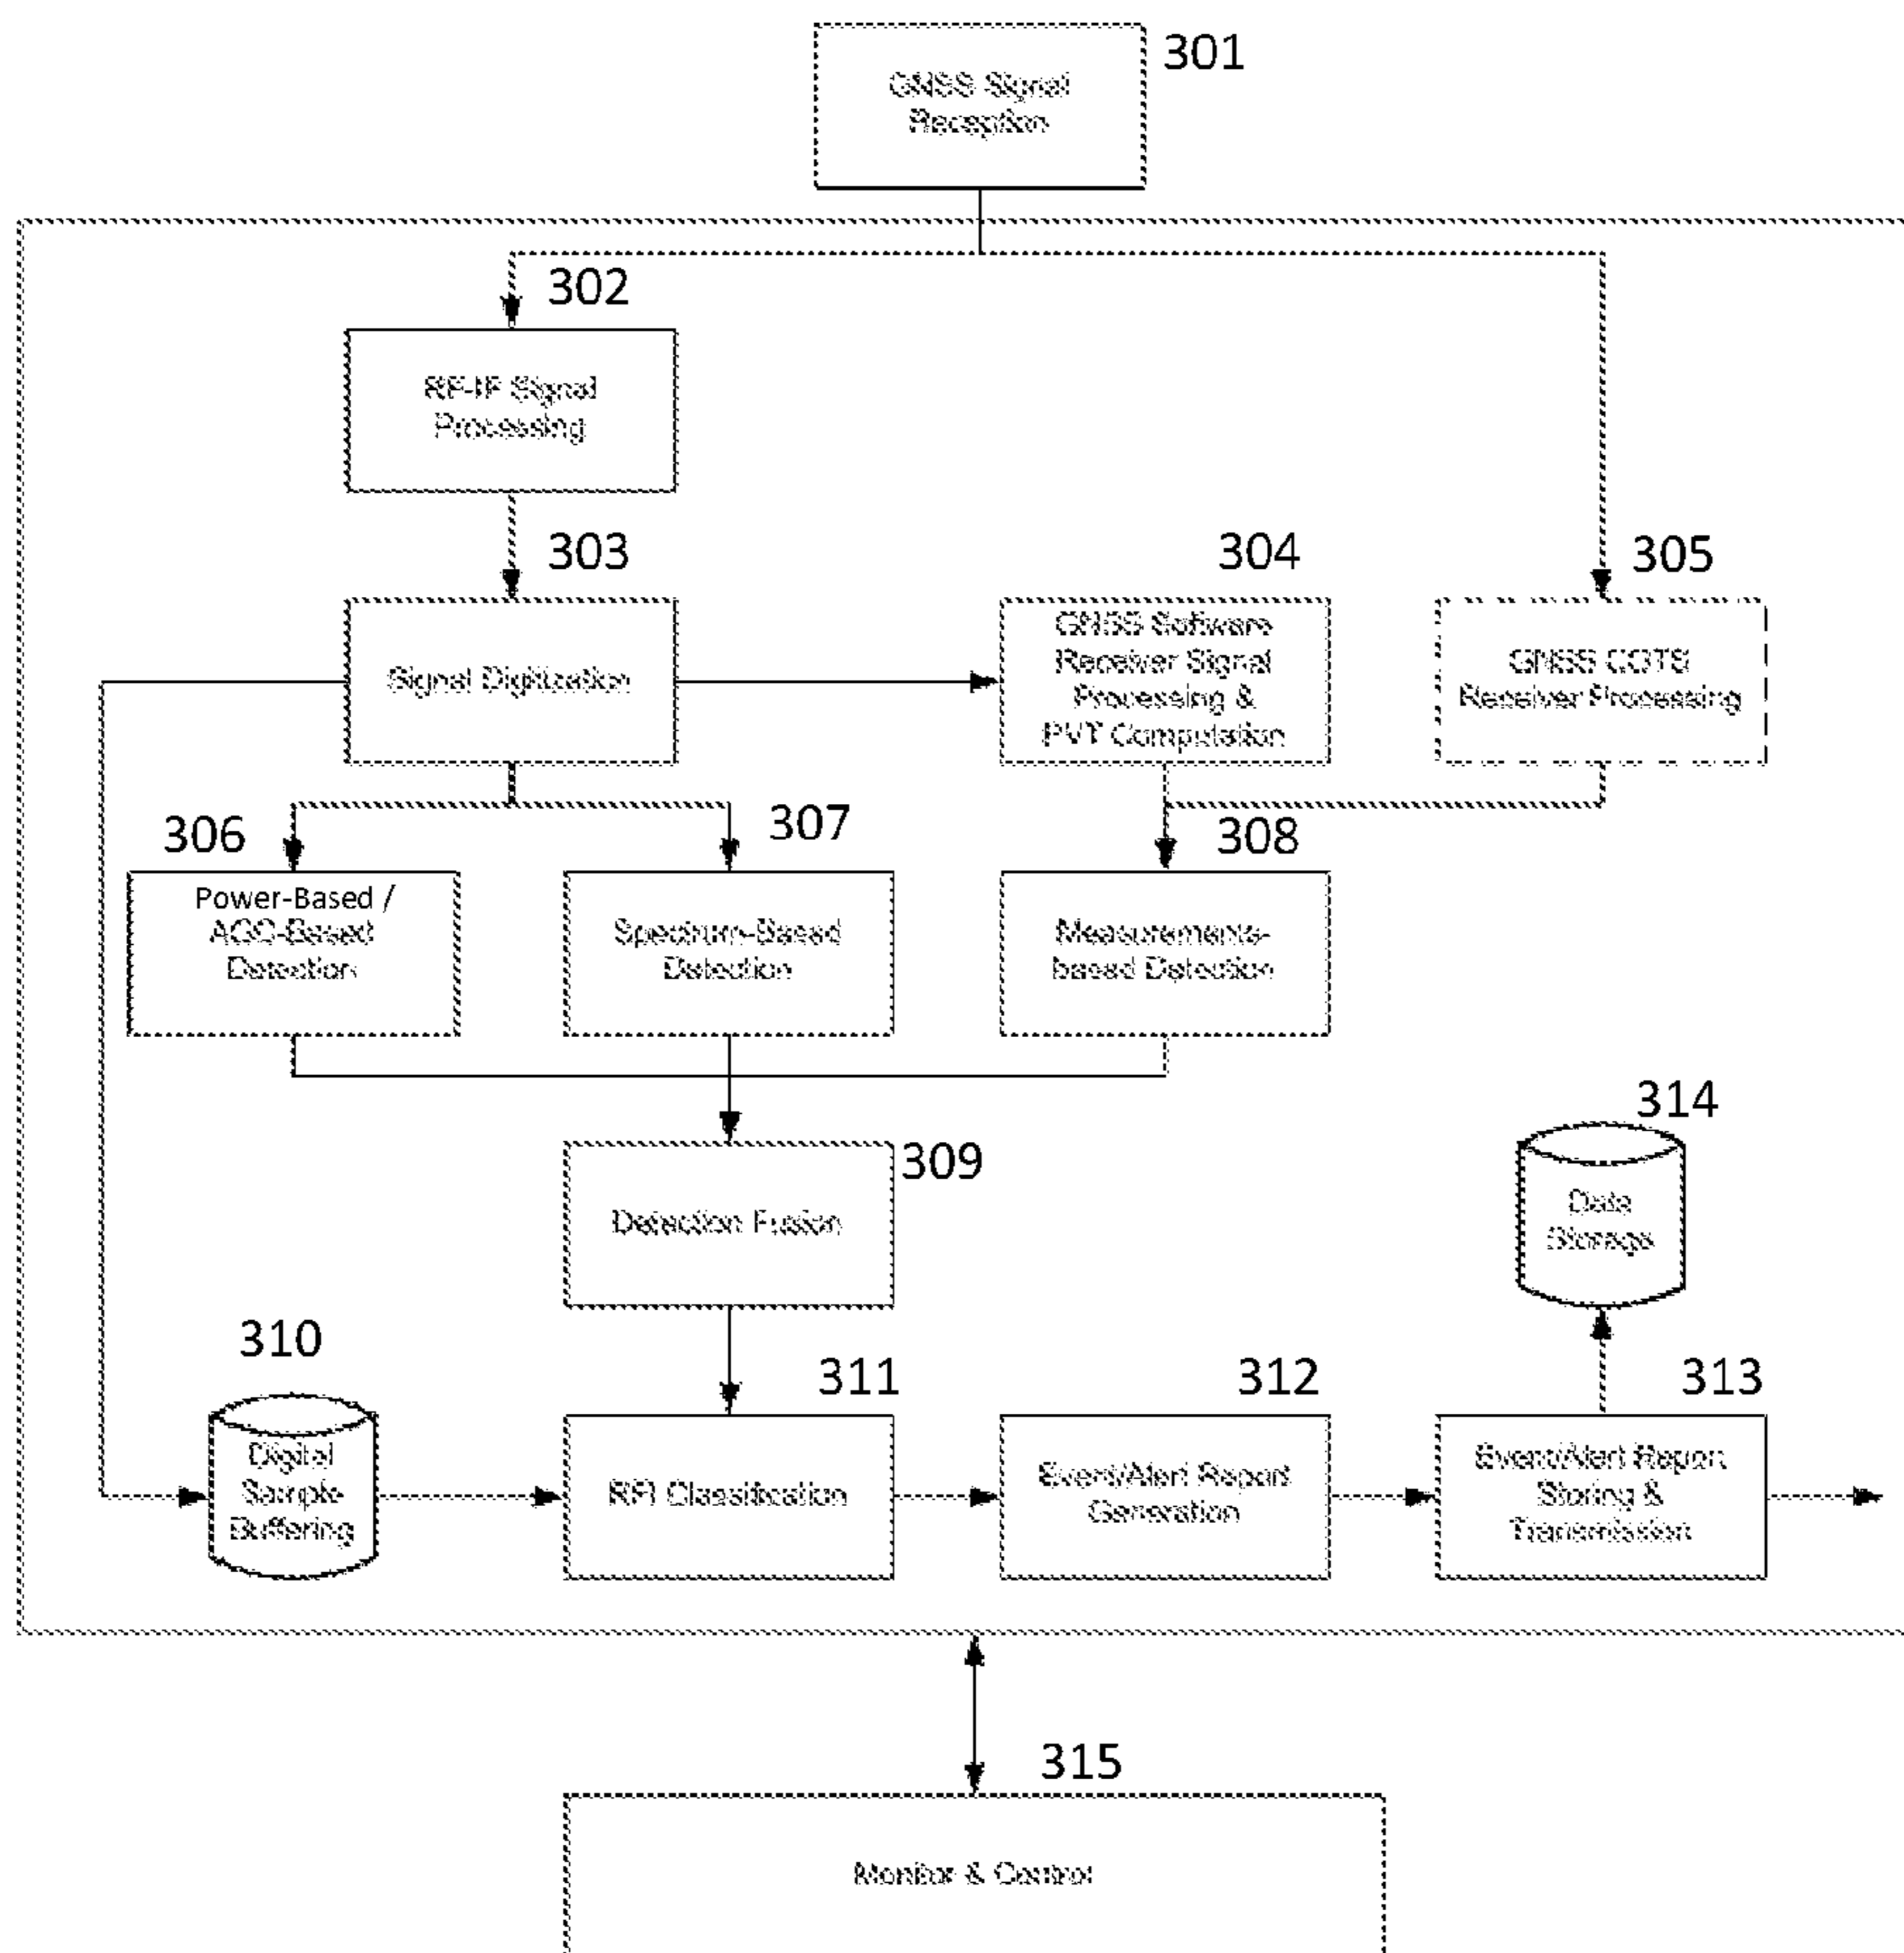 301
GNSS Signal
Reception
302
RF-IF Signal
Processing
303
304
305
Signal Digitization
GNSS Software
Receiver Signal
Processing &
PVT Computation
GNSS COTS
Receiver Processing
306
307
308
Power-Based /
AGC-Based
Detection
Spectrum-Based
Detection
Measurements-
based Detection
309
Detection Fusion
314
Data
Storage
310
311
312
313
Digital
Sample
Buffering
RFI Classification
Event/Alert Report
Generation
Event/Alert Report
Storing &
Transmission
315
Monitor & Control